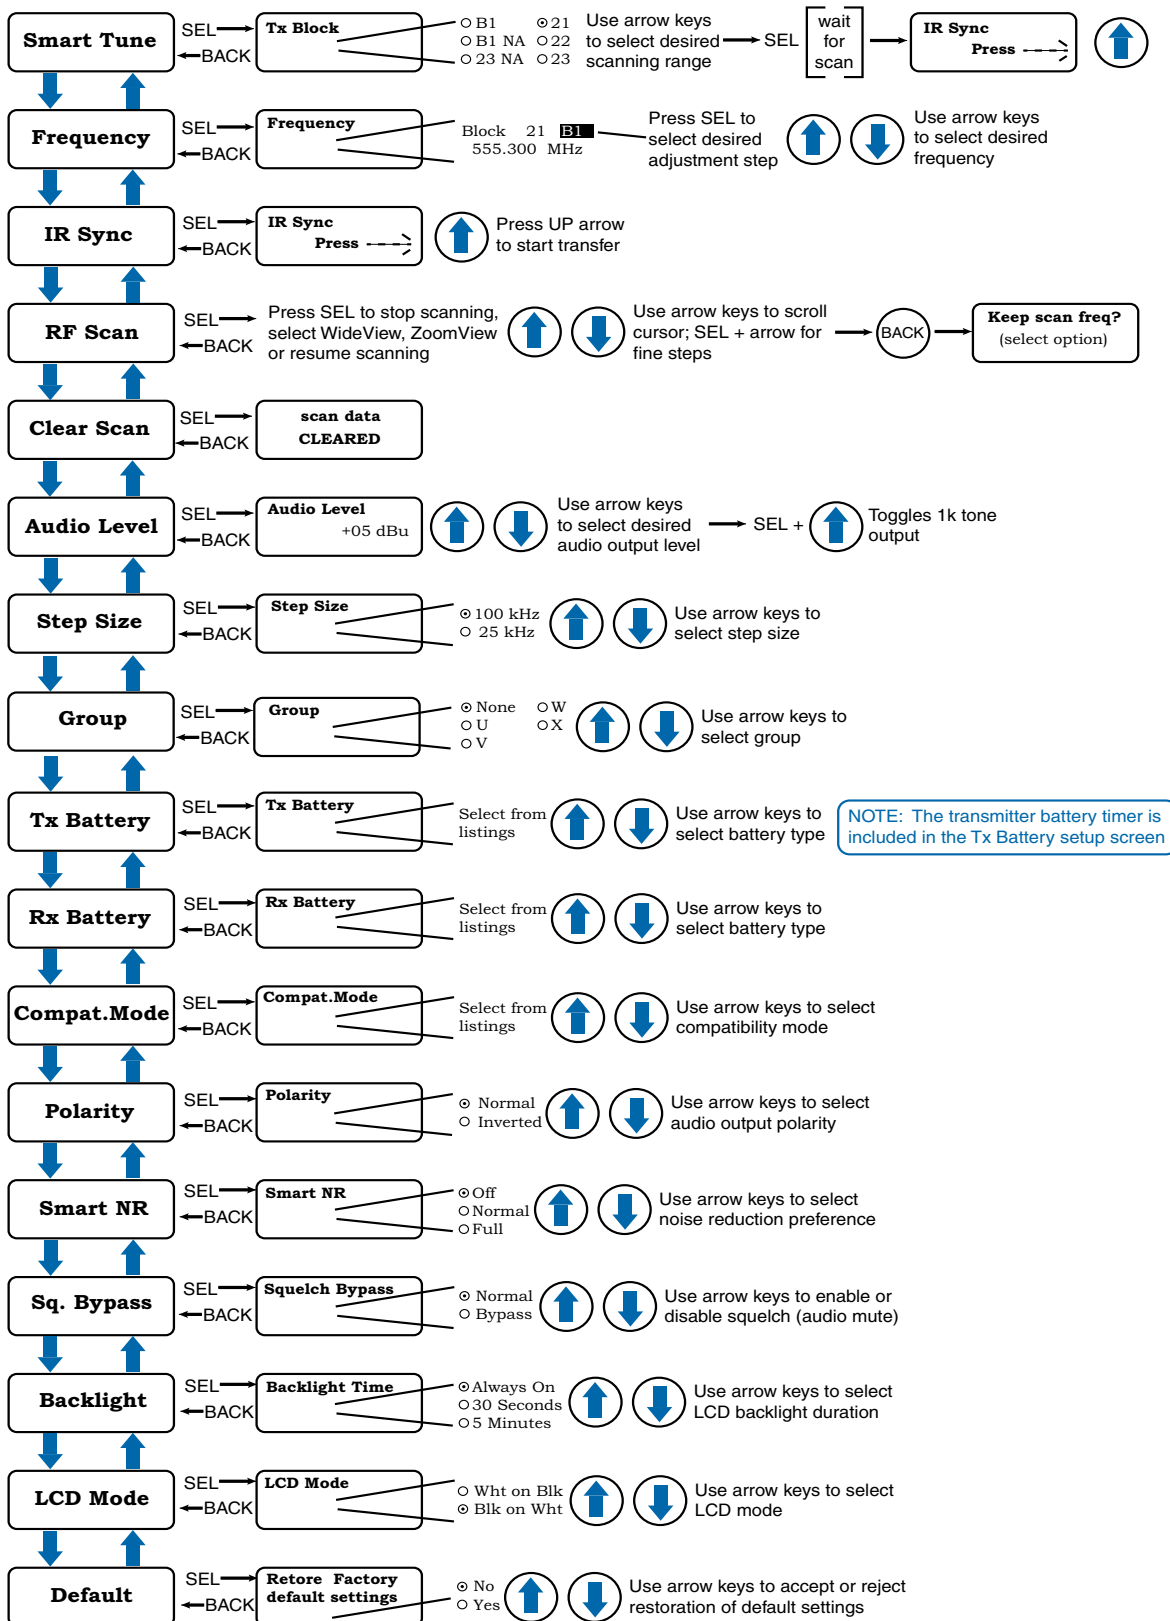 Smart Tune
SEL
BACK
Tx Block
B1 21
B1 NA 22
23 NA 23
Use arrow keys
to select desired
scanning range
SEL
wait
for
scan
IR Sync
Press
Frequency
SEL
BACK
Frequency
Block 21 B1
555.300 MHz
Press SEL to
select desired
adjustment step
Use arrow keys
to select desired
frequency
IR Sync
SEL
BACK
IR Sync
Press
Press UP arrow
to start transfer
RF Scan
SEL
BACK
Press SEL to stop scanning,
select WideView, ZoomView
or resume scanning
Use arrow keys to scroll
cursor; SEL + arrow for
fine steps
BACK
Keep scan freq?
(select option)
Clear Scan
SEL
BACK
scan data
CLEARED
Audio Level
SEL
BACK
Audio Level
+05 dBu
Use arrow keys
to select desired
audio output level
SEL +
Toggles 1k tone
output
Step Size
SEL
BACK
Step Size
100 kHz
25 kHz
Use arrow keys to
select step size
Group
SEL
BACK
Group
None W
U X
V
Use arrow keys to
select group
Tx Battery
SEL
BACK
Tx Battery
Select from
listings
Use arrow keys to
select battery type
NOTE: The transmitter battery timer is
included in the Tx Battery setup screen
Rx Battery
SEL
BACK
Rx Battery
Select from
listings
Use arrow keys to
select battery type
Compat.Mode
SEL
BACK
Compat.Mode
Select from
listings
Use arrow keys to select
compatibility mode
Polarity
SEL
BACK
Polarity
Normal
Inverted
Use arrow keys to select
audio output polarity
Smart NR
SEL
BACK
Smart NR
Off
Normal
Full
Use arrow keys to select
noise reduction preference
Sq. Bypass
SEL
BACK
Squelch Bypass
Normal
Bypass
Use arrow keys to enable or
disable squelch (audio mute)
Backlight
SEL
BACK
Backlight Time
Always On
30 Seconds
5 Minutes
Use arrow keys to select
LCD backlight duration
LCD Mode
SEL
BACK
LCD Mode
Wht on Blk
Blk on Wht
Use arrow keys to select
LCD mode
Default
SEL
BACK
Retore Factory
default settings
No
Yes
Use arrow keys to accept or reject
restoration of default settings